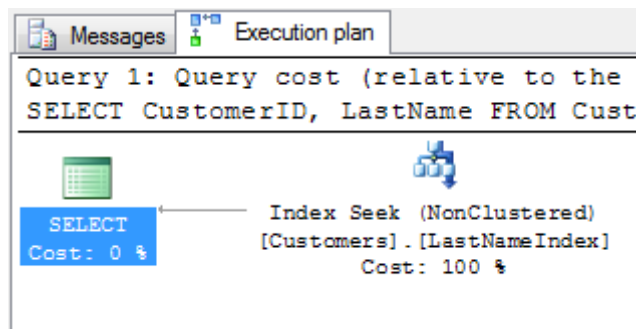 Messages
Execution plan
Query 1: Query cost (relative to the
SELECT CustomerID, LastName FROM Cust
SELECT
Cost: 0 %
Index Seek (NonClustered)
[Customers].[LastNameIndex]
Cost: 100 %